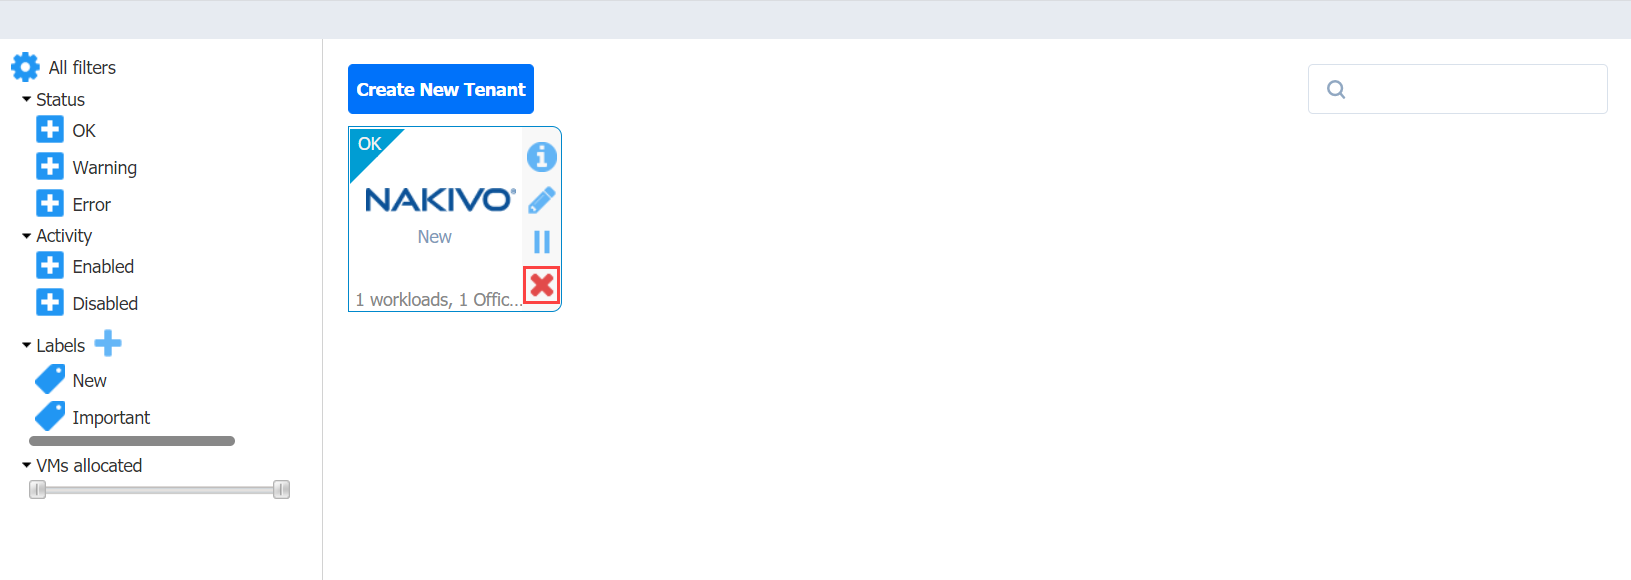 All filters
Status
OK
Warning
Error
Activity
Enabled
Disabled
Labels
New
Important
VMs allocated
Create New Tenant
OK
NAKIVO®
New
1 workloads, 1 Offic...